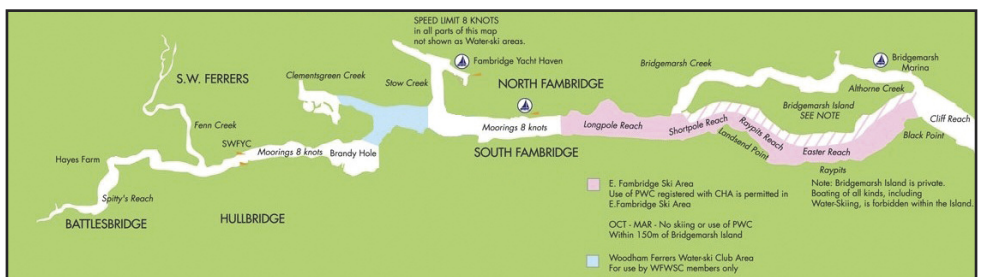 SPEED LIMIT 8 KNOTS
in all parts of this map
not shown as Water-ski areas.
Fambridge Yacht Haven
S.W. FERRERS
Clementsgreen Creek
Stow Creek
NORTH FAMBRIDGE
Bridgemarsh Creek
Bridgemarsh
Marina
Althorne Creek
Bridgemarsh Island
SEE NOTE
Cliff Reach
Fenn Creek
Moorings 8 knots
Longpole Reach
Shortpole Reach
Raypits Reach
Landsend Point
Easter Reach
Black Point
Raypits
SWFYC
Moorings 8 knots
Brandy Hole
SOUTH FAMBRIDGE
Hayes Farm
Spitty's Reach
BATTLESBRIDGE
HULLBRIDGE
E. Fambridge Ski Area
Use of PWC registered with CHA is permitted in
E.Fambridge Ski Area
OCT - MAR - No skiing or use of PWC
Within 150m of Bridgemarsh Island
Woodham Ferrers Water-ski Club Area
For use by WFWSC members only
Note: Bridgemarsh Island is private.
Boating of all kinds, including
Water-Skiing, is forbidden within the Island.